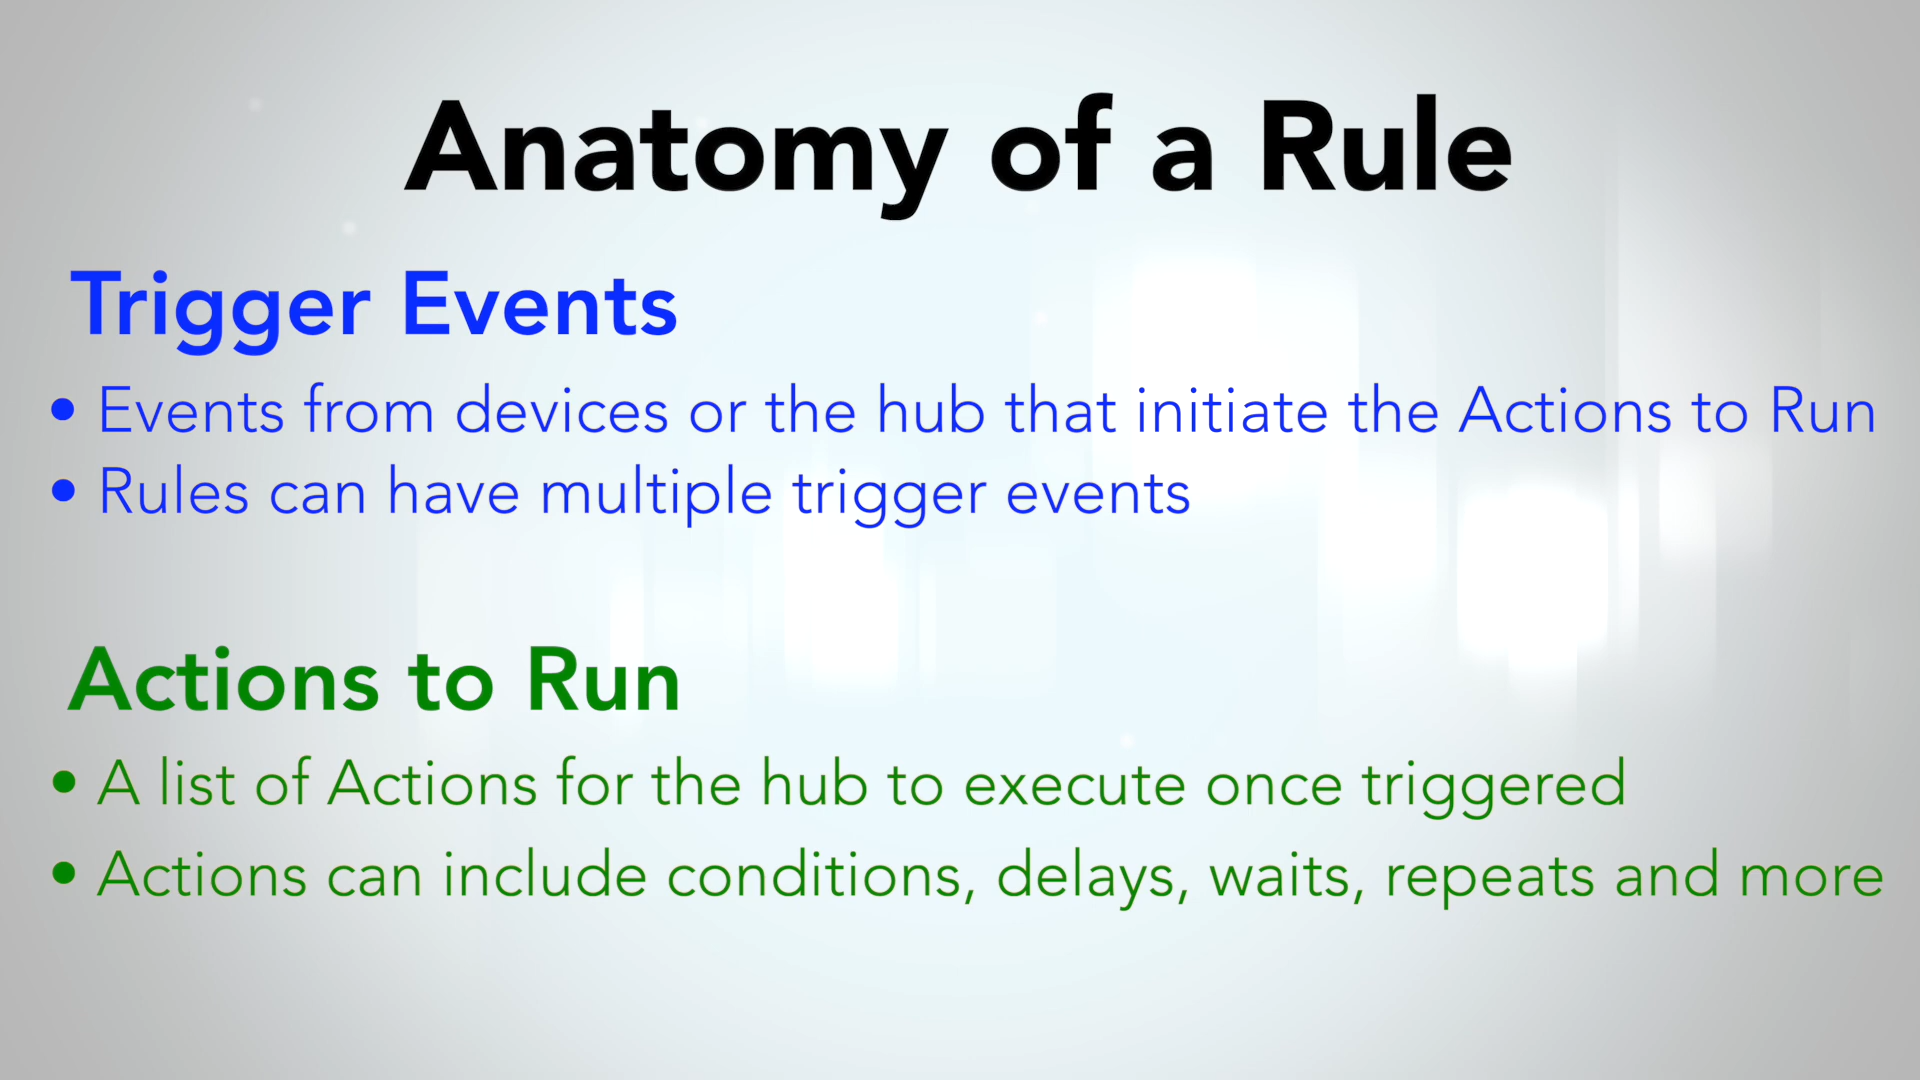 Anatomy of a Rule
Trigger Events
• Events from devices or the hub that initiate the Actions to Run
• Rules can have multiple trigger events
Actions to Run
• A list of Actions for the hub to execute once triggered
• Actions can include conditions, delays, waits, repeats and more